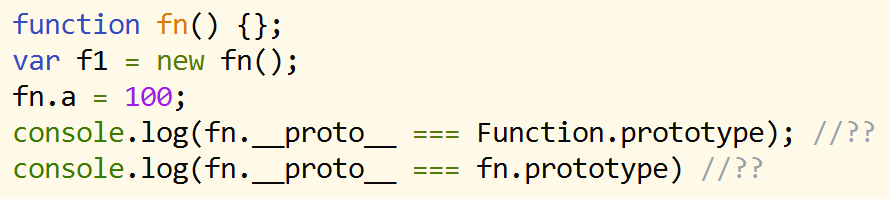 function fn() {};
var f1 = new fn();
fn.a = 100;
console.log(fn.__proto__ === Function.prototype); //??
console.log(fn.__proto__ === fn.prototype) //??